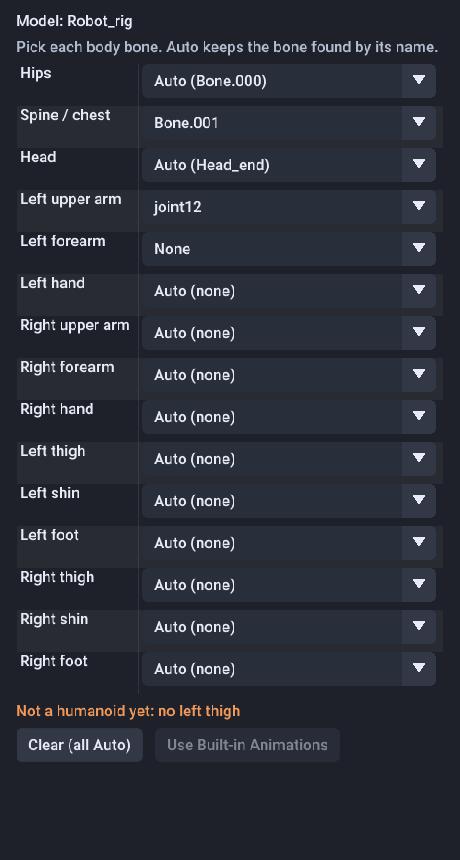 Model: Robot_rig
Pick each body bone. Auto keeps the bone found by its name.
Hips Auto (Bone.000)
Spine / chest Bone.001
Head Auto (Head_end)
Left upper arm joint12
Left forearm None
Left hand Auto (none)
Right upper arm Auto (none)
Right forearm Auto (none)
Right hand Auto (none)
Left thigh Auto (none)
Left shin Auto (none)
Left foot Auto (none)
Right thigh Auto (none)
Right shin Auto (none)
Right foot Auto (none)
Not a humanoid yet: no left thigh
Clear (all Auto) Use Built-in Animations